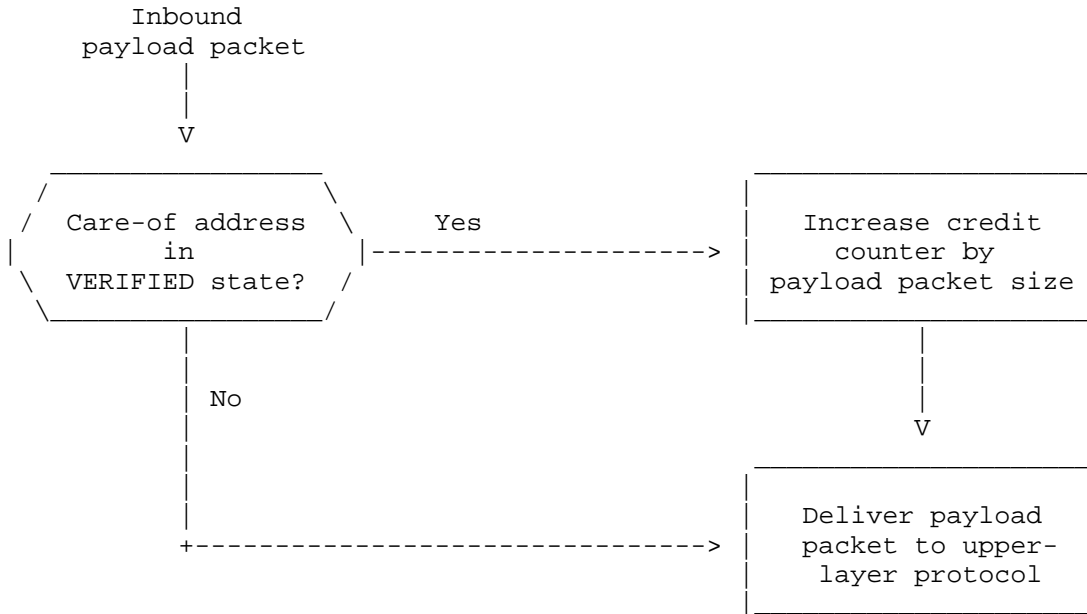 Inbound
payload packet
Care-of address
in
VERIFIED state?
Yes
Increase credit
counter by
payload packet size
No
Deliver payload
packet to upper-
layer protocol